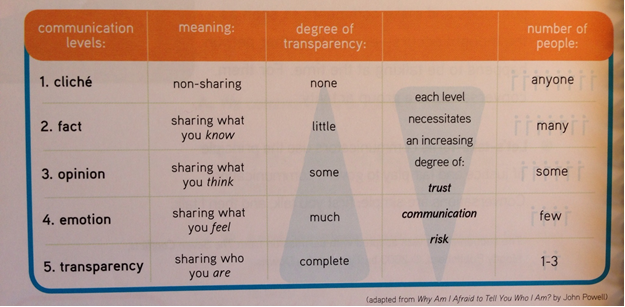 communication levels: meaning: degree of transparency: number of people:
1. cliché non-sharing none anyone
2. fact sharing what you know little many
3. opinion sharing what you think some some
4. emotion sharing what you feel much few
5. transparency sharing who you are complete 1-3
each level
necessitates
an increasing
degree of:
trust
communication
risk
(adapted from Why Am I Afraid to Tell You Who I Am? by John Powell)